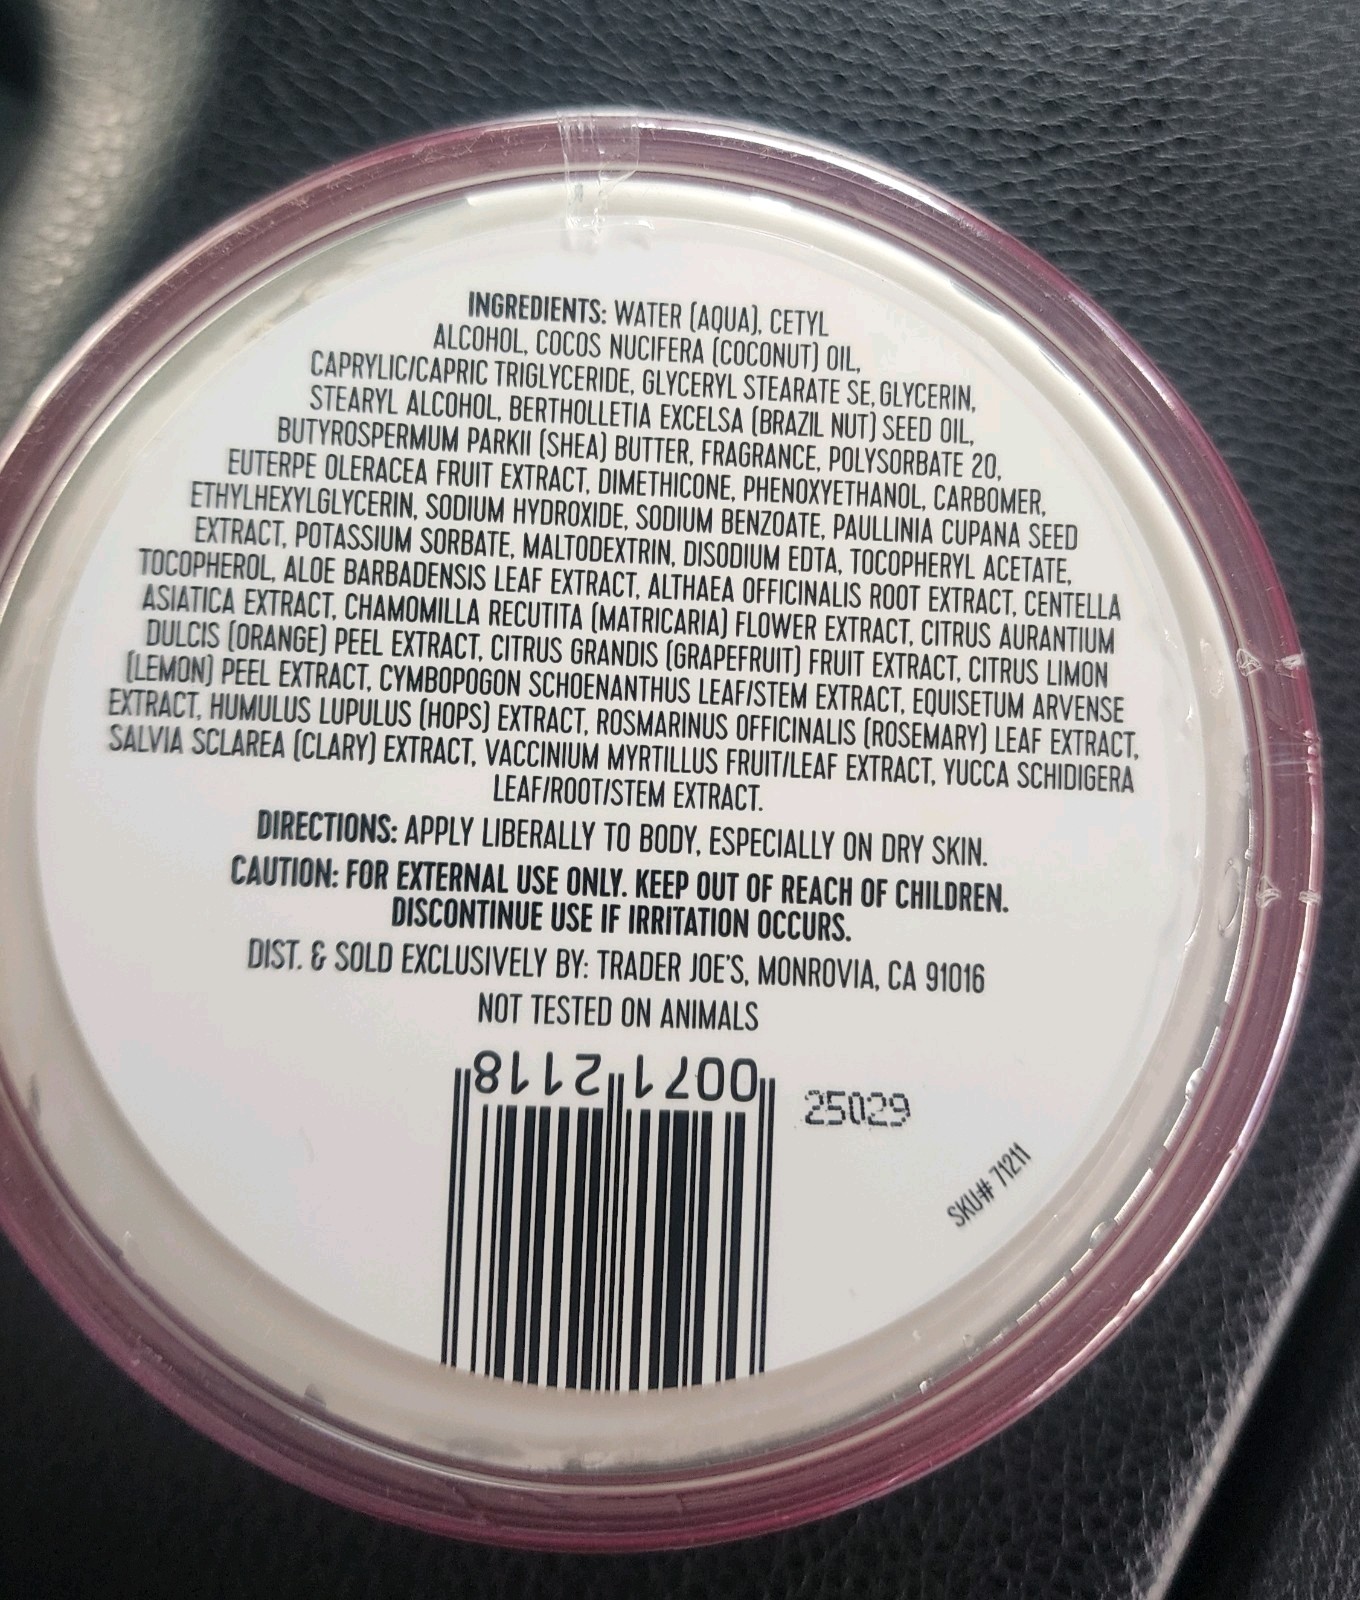 INGREDIENTS: WATER (AQUA), CETYL
ALCOHOL, COCOS NUCIFERA (COCONUT) OIL,
CAPRYLIC/CAPRIC TRIGLYCERIDE, GLYCERYL STEARATE SE, GLYCERIN,
STEARYL ALCOHOL, BERTHOLLETIA EXCELSA (BRAZIL NUT) SEED OIL,
BUTYROSPERMUM PARKII (SHEA) BUTTER, FRAGRANCE, POLYSORBATE 20,
EUTERPE OLERACEA FRUIT EXTRACT, DIMETHICONE, PHENOXYETHANOL, CARBOMER,
ETHYLHEXYLGLYCERIN, SODIUM HYDROXIDE, SODIUM BENZOATE, PAULLINIA CUPANA SEED
EXTRACT, POTASSIUM SORBATE, MALTODEXTRIN, DISODIUM EDTA, TOCOPHERYL ACETATE,
TOCOPHEROL, ALOE BARBADENSIS LEAF EXTRACT, ALTHAEA OFFICINALIS ROOT EXTRACT, CENTELLA
ASIATICA EXTRACT, CHAMOMILLA RECUTITA (MATRICARIA) FLOWER EXTRACT, CITRUS AURANTIUM
DULCIS (ORANGE) PEEL EXTRACT, CITRUS GRANDIS (GRAPEFRUIT) FRUIT EXTRACT, CITRUS LIMON
(LEMON) PEEL EXTRACT, CYMBOPOGON SCHOENANTHUS LEAF/STEM EXTRACT, EQUISETUM ARVENSE
EXTRACT, HUMULUS LUPULUS (HOPS) EXTRACT, ROSMARINUS OFFICINALIS (ROSEMARY) LEAF EXTRACT,
SALVIA SCLAREA (CLARY) EXTRACT, VACCINIUM MYRTILLUS FRUIT/LEAF EXTRACT, YUCCA SCHIDIGERA
LEAF/ROOT/STEM EXTRACT.
DIRECTIONS: APPLY LIBERALLY TO BODY, ESPECIALLY ON DRY SKIN.
CAUTION: FOR EXTERNAL USE ONLY. KEEP OUT OF REACH OF CHILDREN.
DISCONTINUE USE IF IRRITATION OCCURS.
DIST. & SOLD EXCLUSIVELY BY: TRADER JOE'S, MONROVIA, CA 91016
NOT TESTED ON ANIMALS
0071 2118
25029
SKU# 71211